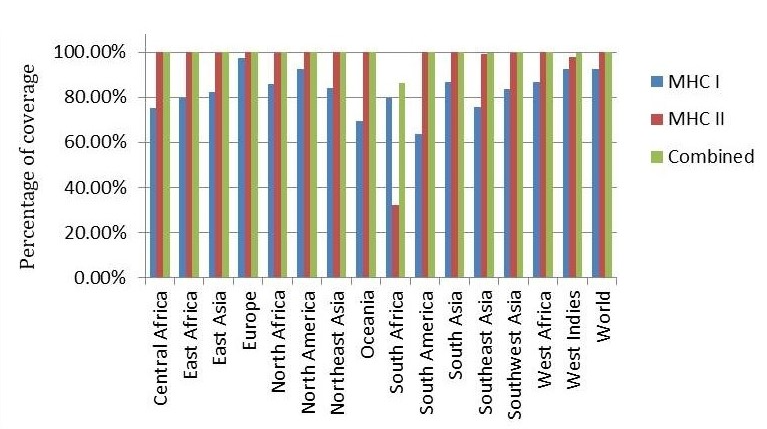 Percentage of coverage
100.00%
80.00%
60.00%
40.00%
20.00%
0.00%
Central Africa
East Africa
East Asia
Europe
North Africa
North America
Northeast Asia
Oceania
South Africa
South America
South Asia
Southeast Asia
Southwest Asia
West Africa
West Indies
World
MHC I
MHC II
Combined